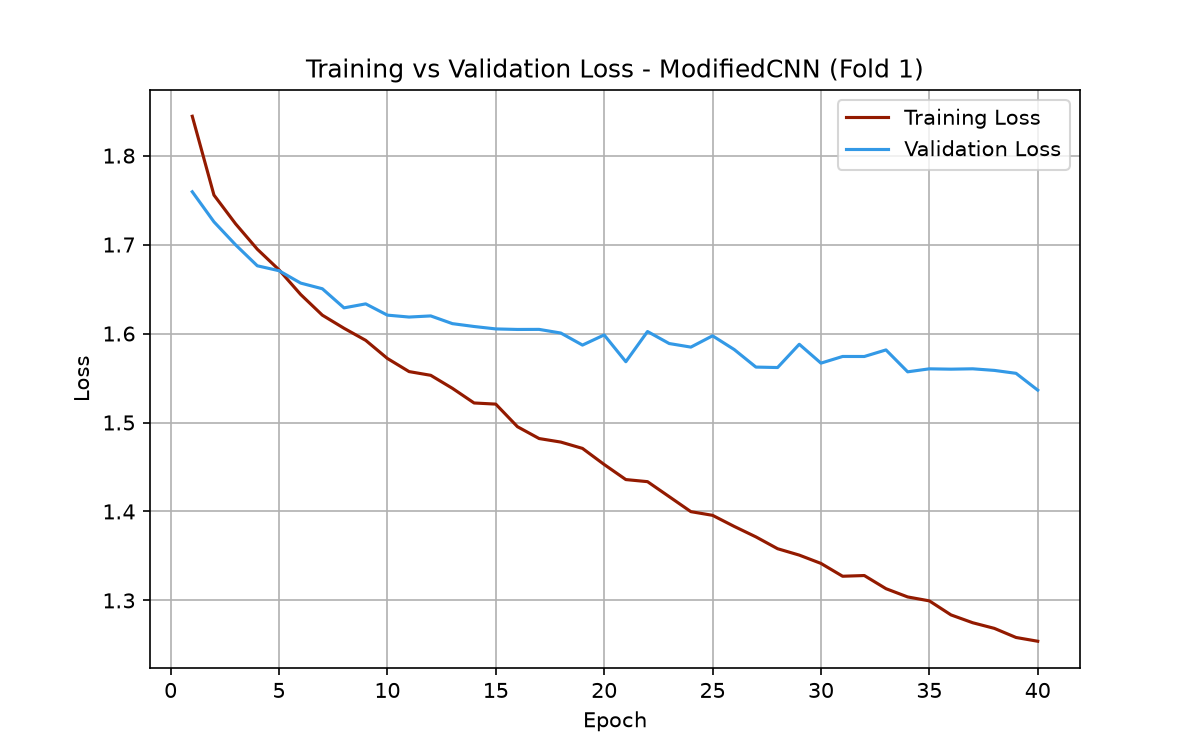 Training vs Validation Loss - ModifiedCNN (Fold 1)
Training Loss
Validation Loss
1.8
1.7
1.6
1.5
1.4
1.3
Loss
0 5 10 15 20 25 30 35 40
Epoch